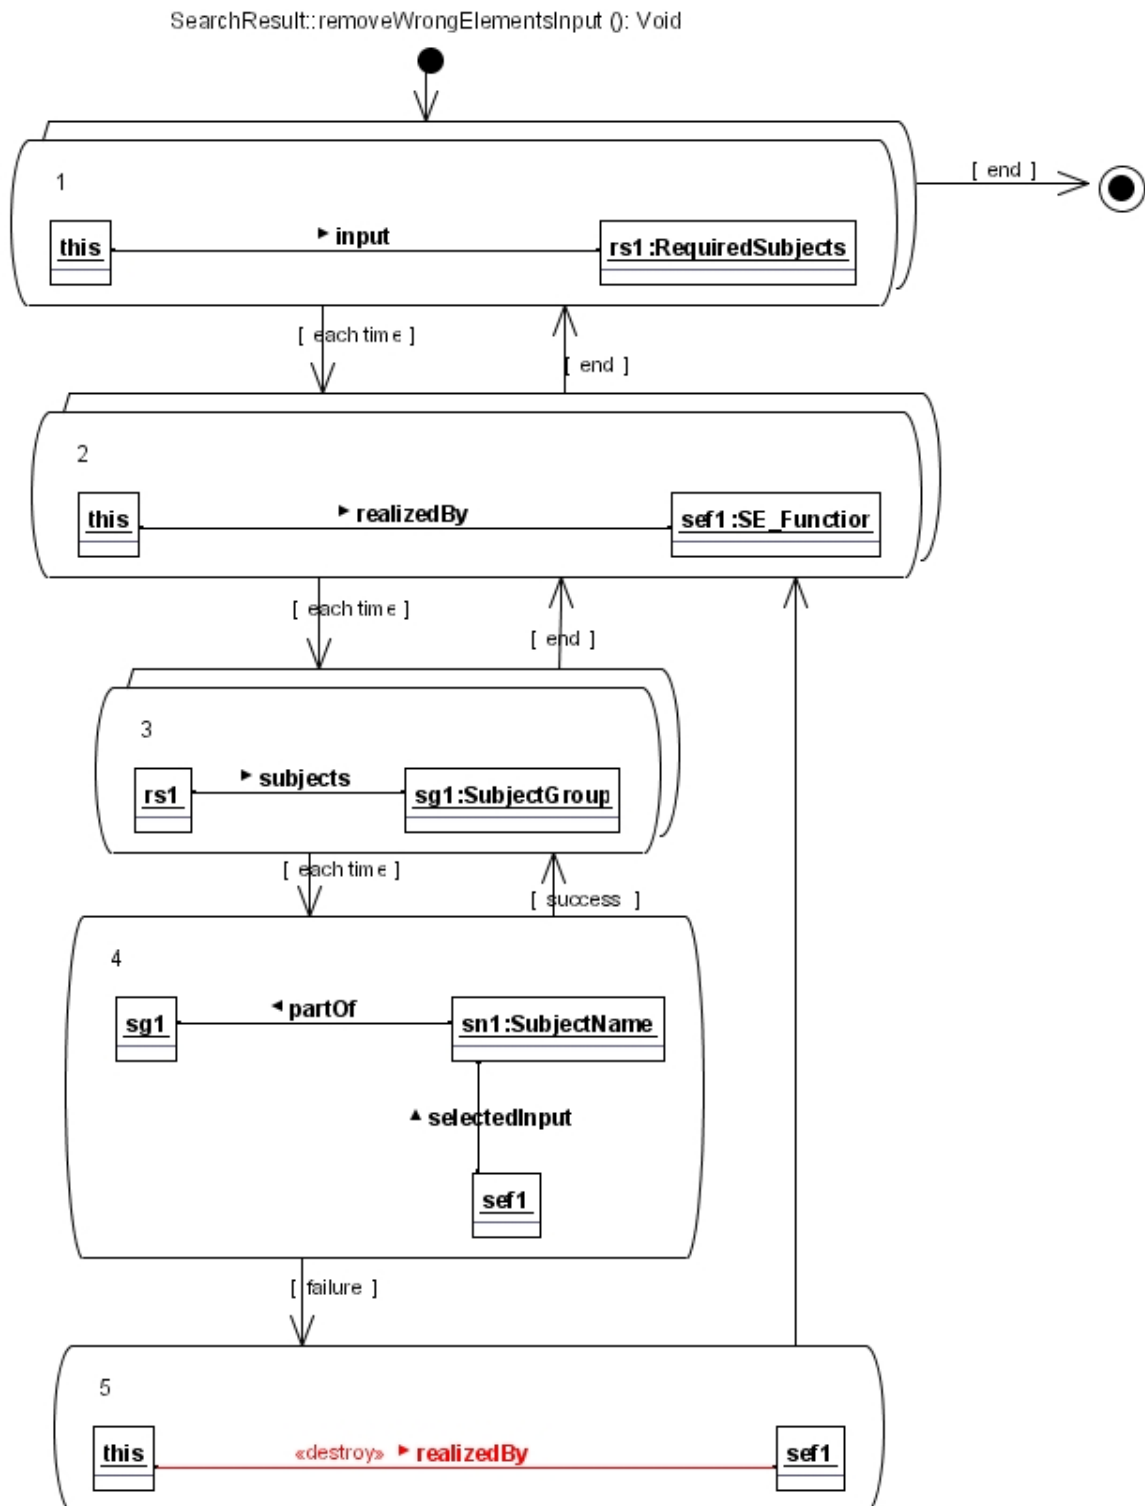 SearchResult::removeWrongElementsInput (): Void
[ end ]
1
this
input
rs1:RequiredSubjects
[ each time ]
[ end ]
2
this
realizedBy
sef1:SE_Function
[ each time ]
[ end ]
3
rs1
subjects
sg1:SubjectGroup
[ each time ]
[ success ]
4
sg1
partOf
sn1:SubjectName
selectedInput
sef1
[ failure ]
5
this
«destroy» realizedBy
sef1